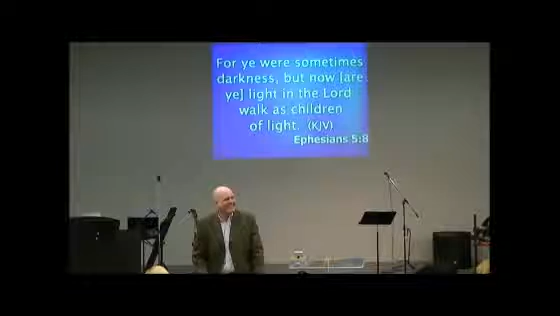 For ye were sometimes
darkness, but now [are
ye] light in the Lord
walk as children
of light. (KJV)
Ephesians 5:8